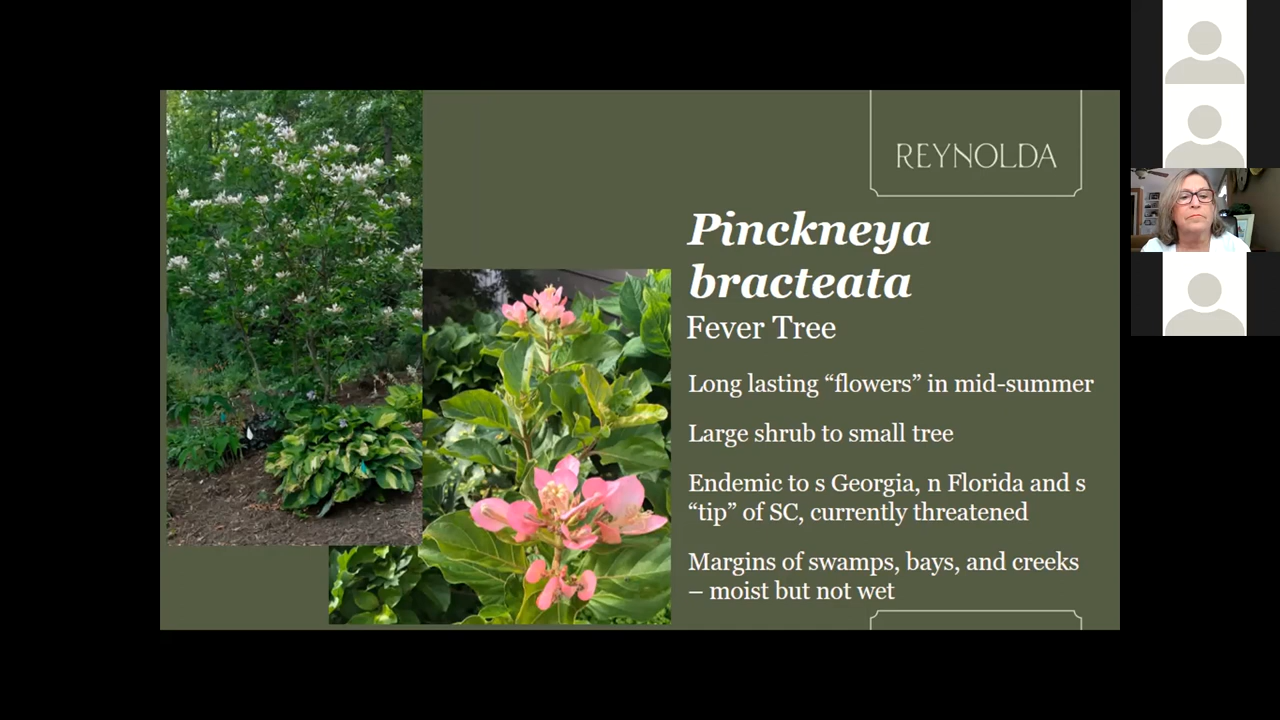 REYNOLDA
Pinckneya
bracteata
Fever Tree
Long lasting “flowers” in mid-summer
Large shrub to small tree
Endemic to s Georgia, n Florida and s
“tip” of SC, currently threatened
Margins of swamps, bays, and creeks
– moist but not wet